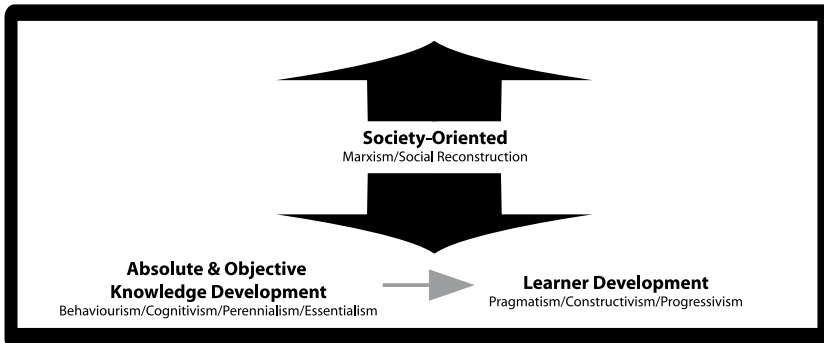 Society-Oriented
Marxism/Social Reconstruction
Absolute & Objective
Knowledge Development
Behaviourism/Cognitivism/Perennialism/Essentialism
Learner Development
Pragmatism/Constructivism/Progressivism